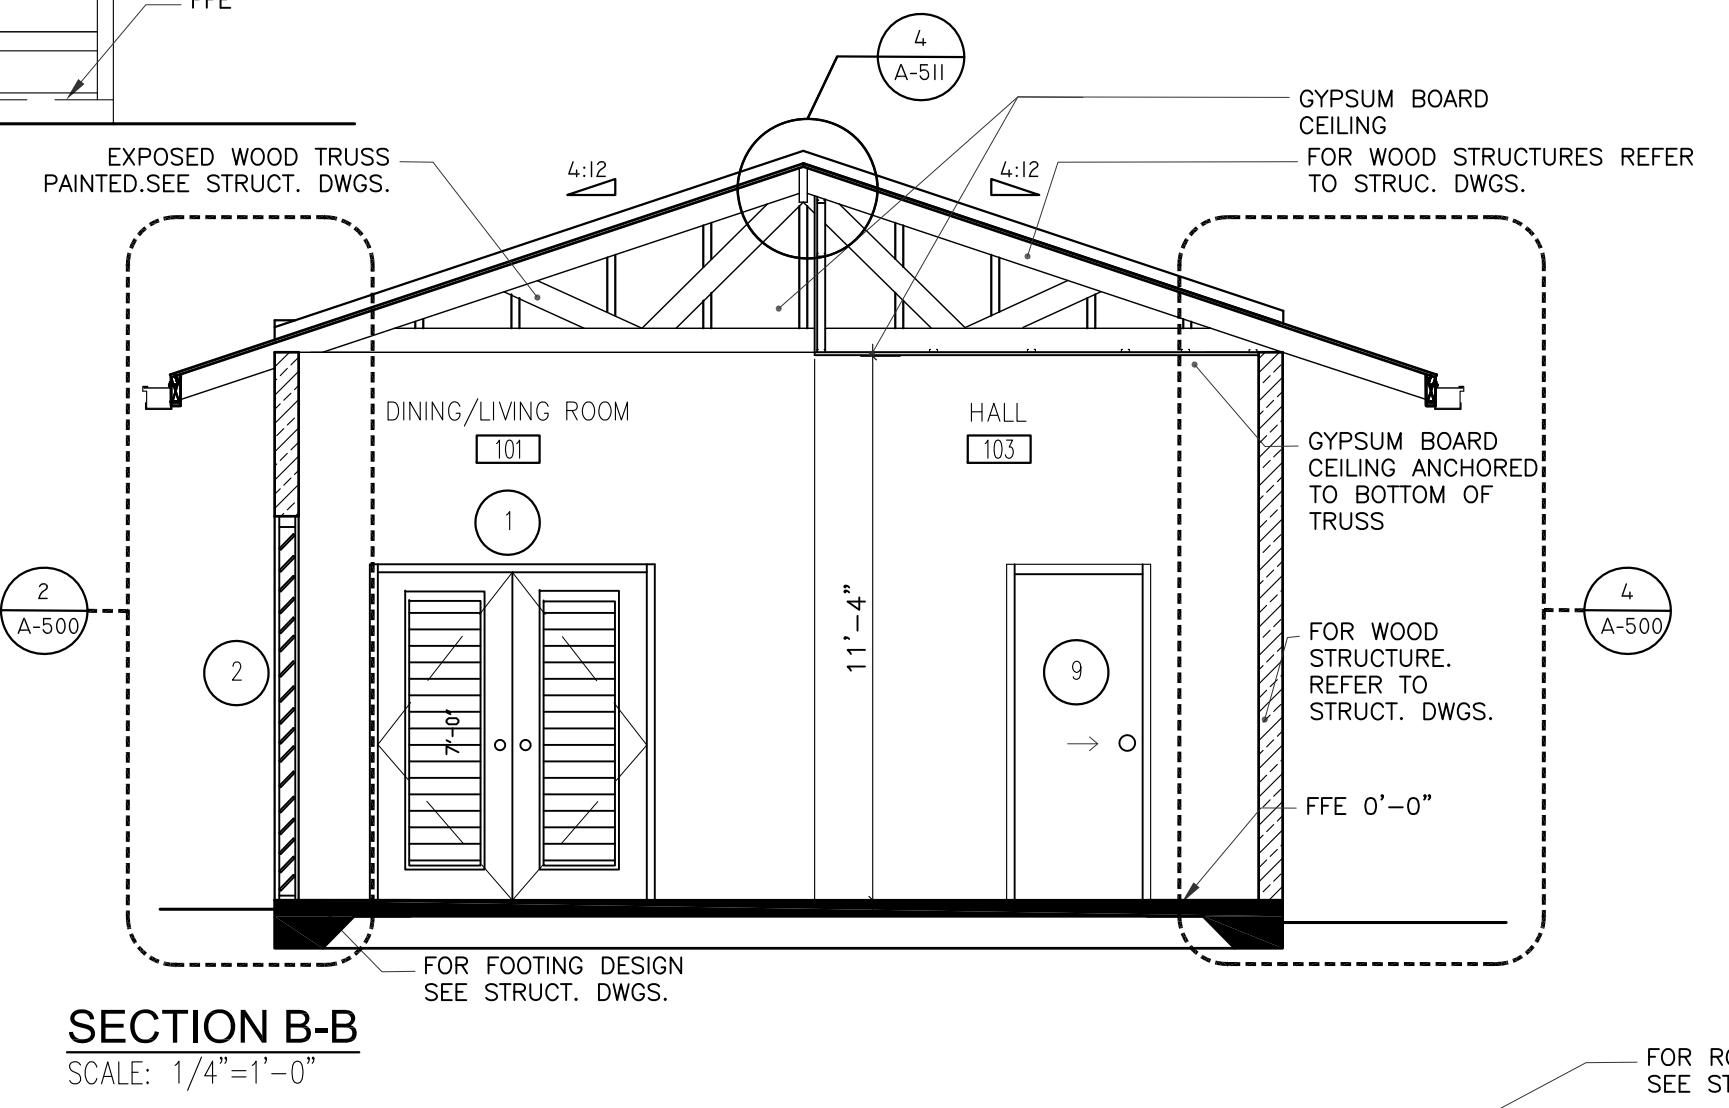 FFE
4
A-511
GYPSUM BOARD
CEILING
EXPOSED WOOD TRUSS
PAINTED.SEE STRUCT. DWGS.
4:12
4:12
FOR WOOD STRUCTURES REFER
TO STRUC. DWGS.
DINING/LIVING ROOM
101
HALL
103
GYPSUM BOARD
CEILING ANCHORED
TO BOTTOM OF
TRUSS
1
2
A-500
2
7'-0'
11'-4"
9
4
A-500
FOR WOOD
STRUCTURE.
REFER TO
STRUCT. DWGS.
FFE 0'-0"
FOR FOOTING DESIGN
SEE STRUCT. DWGS.
SECTION B-B
SCALE: 1/4"=1'-0"
FOR
SEE